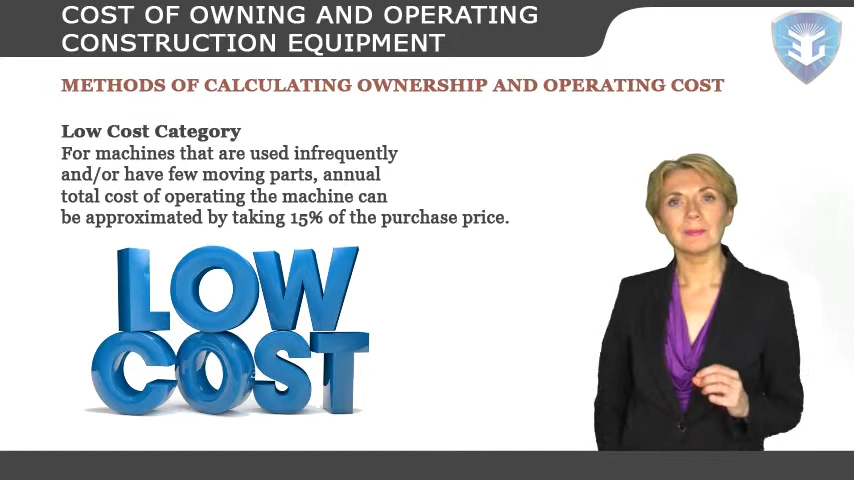 COST OF OWNING AND OPERATING
CONSTRUCTION EQUIPMENT
METHODS OF CALCULATING OWNERSHIP AND OPERATING COST
Low Cost Category
For machines that are used infrequently
and/or have few moving parts, annual
total cost of operating the machine can
be approximated by taking 15% of the purchase price.
LOW
COST